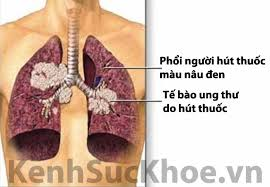 Phổi người hút thuốc
màu nâu đen
Tế bào ung thư
do hút thuốc
KenhSucKhoe.vn